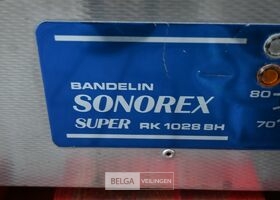 BANDELIN
SONOREX
SUPER RK 1028 BH
80
70°
BELGA VEILINGEN